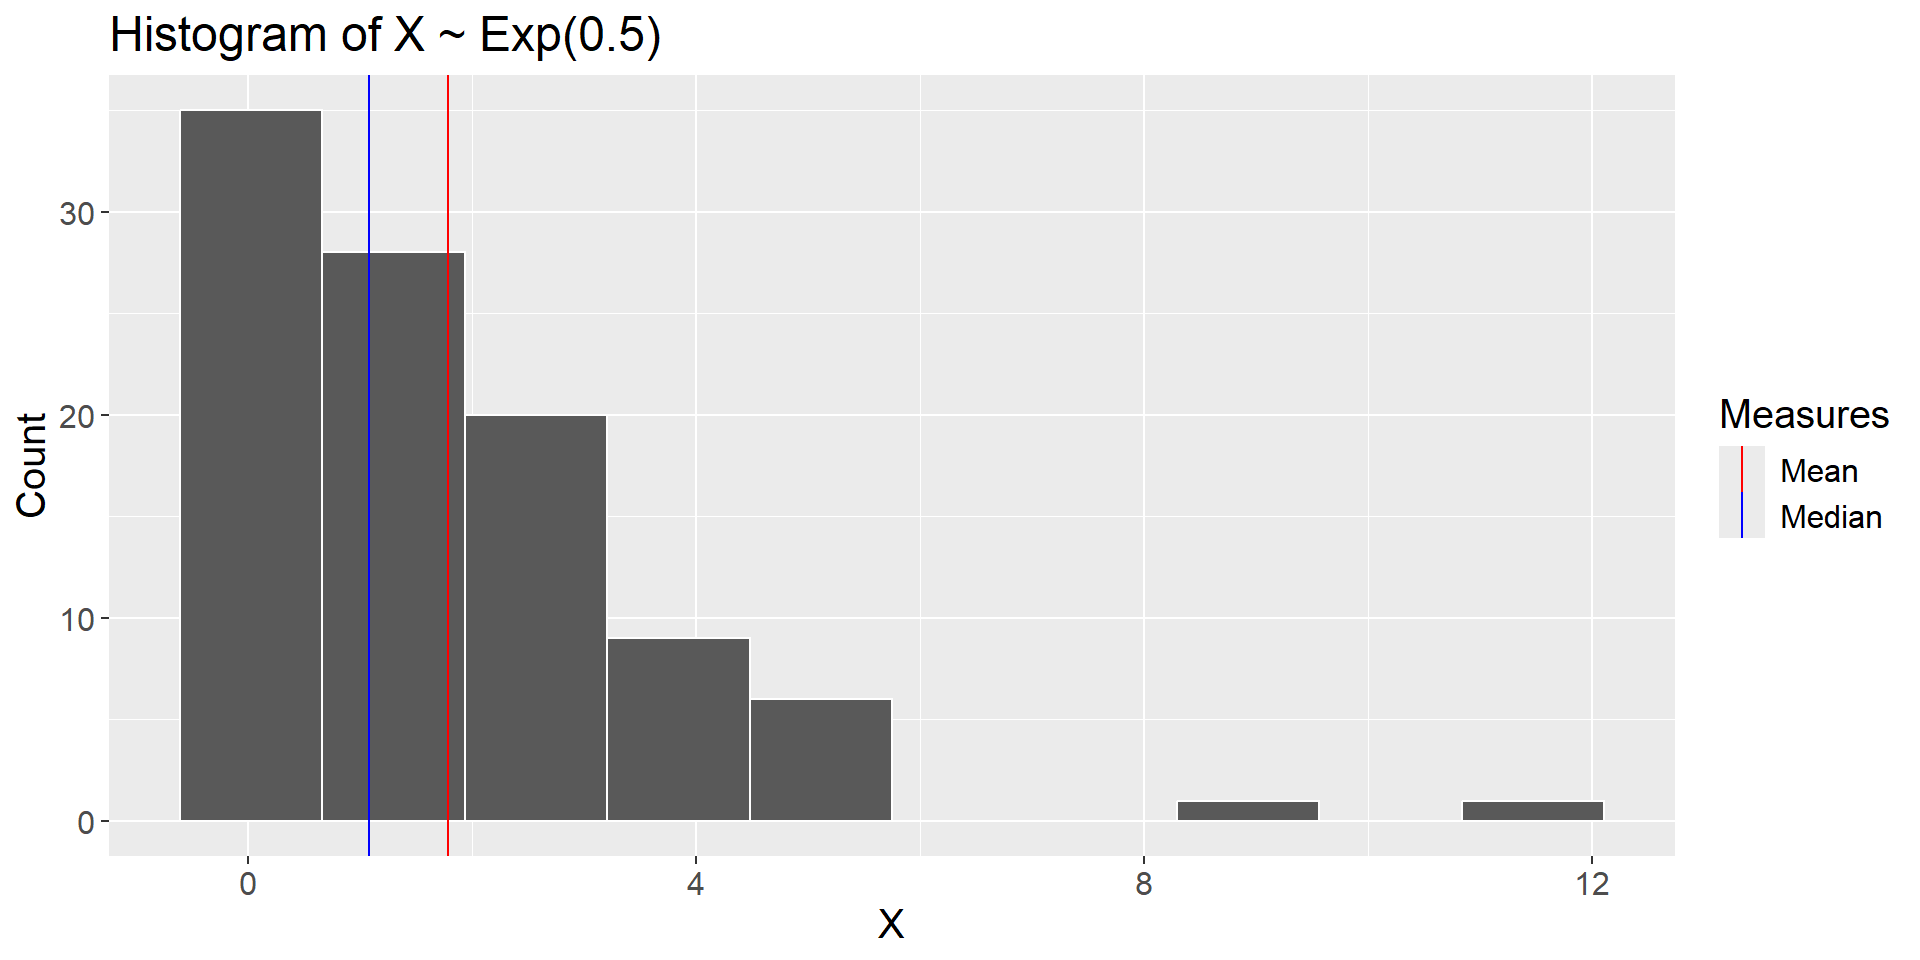 Histogram of X ~ Exp(0.5)
Count
30
20
10
0
0 4 8 12
X
Measures
Mean
Median